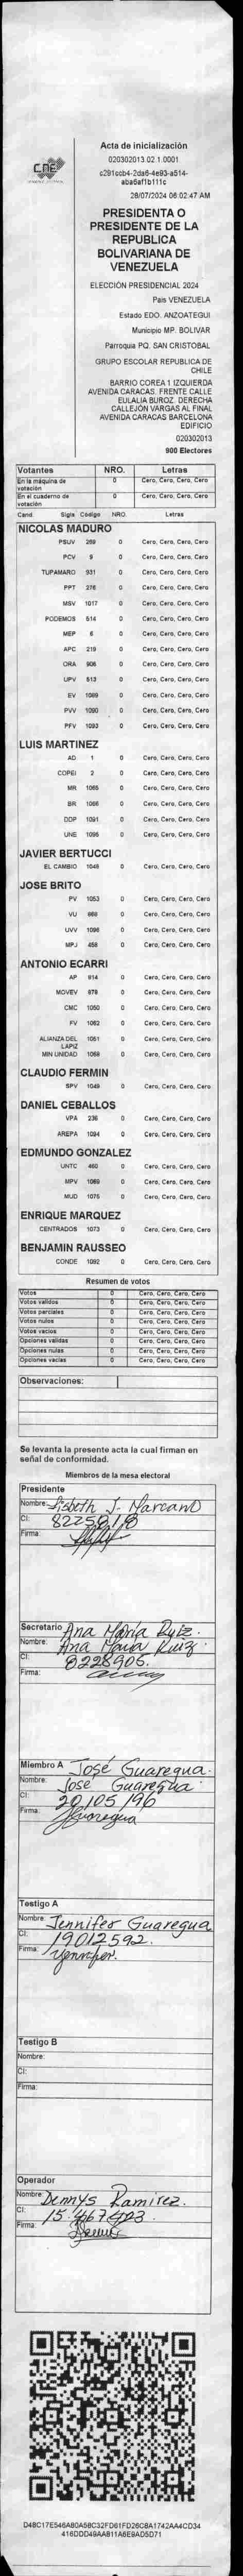 CNE
Acta de inicialización
020302013.02.1.0001
c291ccb4-2da8-4e93-a514-
aba6af1b111c
28/07/2024 06:02:47 AM
PRESIDENTA O
PRESIDENTE DE LA
REPUBLICA
BOLIVARIANA DE
VENEZUELA
ELECCIÓN PRESIDENCIAL 2024
Pais VENEZUELA
Estado EDO. ANZOATEGUI
Municipio MP. BOLIVAR
Parroquia PQ. SAN CRISTOBAL
GRUPO ESCOLAR REPUBLICA DE
CHILE
BARRIO COREA 1 IZQUIERDA
AVENIDA CARACAS. FRENTE CALLE
EULALIA BUROZ. DERECHA
CALLEJÓN VARGAS AL FINAL
AVENIDA CARACAS BARCELONA
EDIFICIO
020302013
900 Electores
Votantes NRO. Letras
En la máquina de votación 0 Cero, Cero, Cero, Cero
En el cuaderno de votación 0 Cero, Cero, Cero, Cero
Cand. Sigla Código NRO. Letras
NICOLAS MADURO
PSUV 269 0 Cero, Cero, Cero, Cero
PCV 9 0 Cero, Cero, Cero, Cero
TUPAMARO 931 0 Cero, Cero, Cero, Cero
PPT 276 0 Cero, Cero, Cero, Cero
MSV 1017 0 Cero, Cero, Cero, Cero
PODEMOS 514 0 Cero, Cero, Cero, Cero
MEP 6 0 Cero, Cero, Cero, Cero
APC 219 0 Cero, Cero, Cero, Cero
ORA 906 0 Cero, Cero, Cero, Cero
UPV 513 0 Cero, Cero, Cero, Cero
EV 1089 0 Cero, Cero, Cero, Cero
PVV 1090 0 Cero, Cero, Cero, Cero
PFV 1093 0 Cero, Cero, Cero, Cero
LUIS MARTINEZ
AD 1 0 Cero, Cero, Cero, Cero
COPEI 2 0 Cero, Cero, Cero, Cero
MR 1065 0 Cero, Cero, Cero, Cero
BR 1066 0 Cero, Cero, Cero, Cero
DDP 1091 0 Cero, Cero, Cero, Cero
UNE 1095 0 Cero, Cero, Cero, Cero
JAVIER BERTUCCI
EL CAMBIO 1048 0 Cero, Cero, Cero, Cero
JOSE BRITO
PV 1053 0 Cero, Cero, Cero, Cero
VU 668 0 Cero, Cero, Cero, Cero
UVV 1096 0 Cero, Cero, Cero, Cero
MPJ 458 0 Cero, Cero, Cero, Cero
ANTONIO ECARRI
AP 914 0 Cero, Cero, Cero, Cero
MOVEV 978 0 Cero, Cero, Cero, Cero
CMC 1050 0 Cero, Cero, Cero, Cero
FV 1052 0 Cero, Cero, Cero, Cero
ALIANZA DEL LAPIZ 1051 0 Cero, Cero, Cero, Cero
MIN UNIDAD 1068 0 Cero, Cero, Cero, Cero
CLAUDIO FERMIN
SPV 1049 0 Cero, Cero, Cero, Cero
DANIEL CEBALLOS
VPA 236 0 Cero, Cero, Cero, Cero
AREPA 1094 0 Cero, Cero, Cero, Cero
EDMUNDO GONZALEZ
UNTC 460 0 Cero, Cero, Cero, Cero
MPV 1069 0 Cero, Cero, Cero, Cero
MUD 1075 0 Cero, Cero, Cero, Cero
ENRIQUE MARQUEZ
CENTRADOS 1073 0 Cero, Cero, Cero, Cero
BENJAMIN RAUSSEO
CONDE 1092 0 Cero, Cero, Cero, Cero
Resumen de votos
Votos 0 Cero, Cero, Cero, Cero
Votos validos 0 Cero, Cero, Cero, Cero
Votos parciales 0 Cero, Cero, Cero, Cero
Votos nulos 0 Cero, Cero, Cero, Cero
Votos vacios 0 Cero, Cero, Cero, Cero
Opciones validas 0 Cero, Cero, Cero, Cero
Opciones nulas 0 Cero, Cero, Cero, Cero
Opciones vacias 0 Cero, Cero, Cero, Cero
Observaciones:
Se levanta la presente acta la cual firman en
señal de conformidad.
Miembros de la mesa electoral
Presidente
Nombre: Lisbeth J. Marcano
CI: 8225818
Firma:
Secretario Ana María Ruiz.
Nombre: Ana María Ruiz.
CI: 8228905.
Firma:
Miembro A José Guaregua.
Nombre: José Guaregua.
CI: 20105196
Firma: Guaregua
Testigo A
Nombre: Jennifer Guaregua
CI: 19012592.
Firma: Yennifer.
Testigo B
Nombre:
CI:
Firma:
Operador
Nombre: Dennys Ramirez.
CI: 15.467.423.
Firma:
D48C17E546A80A58C32FD61FD26C8A1742AA4CD34
416DDD49AA811A6E9AD5D71